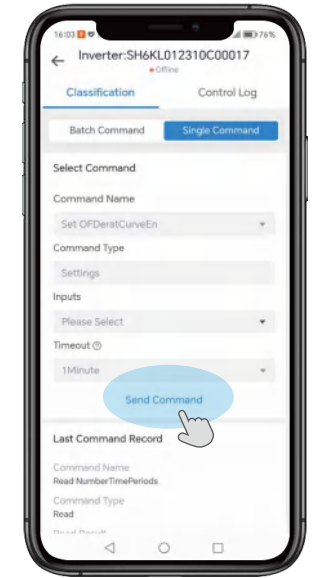 16:03 76%
Inverter:SH6KL012310C00017
Offline
Classification Control Log
Batch Command Single Command
Select Command
Command Name
Set OFDeratCurveEn
Command Type
Settings
Inputs
Please Select
Timeout
1Minute
Send Command
Last Command Record
Command Name
Read NumberTimePeriods
Command Type
Read
Read Result